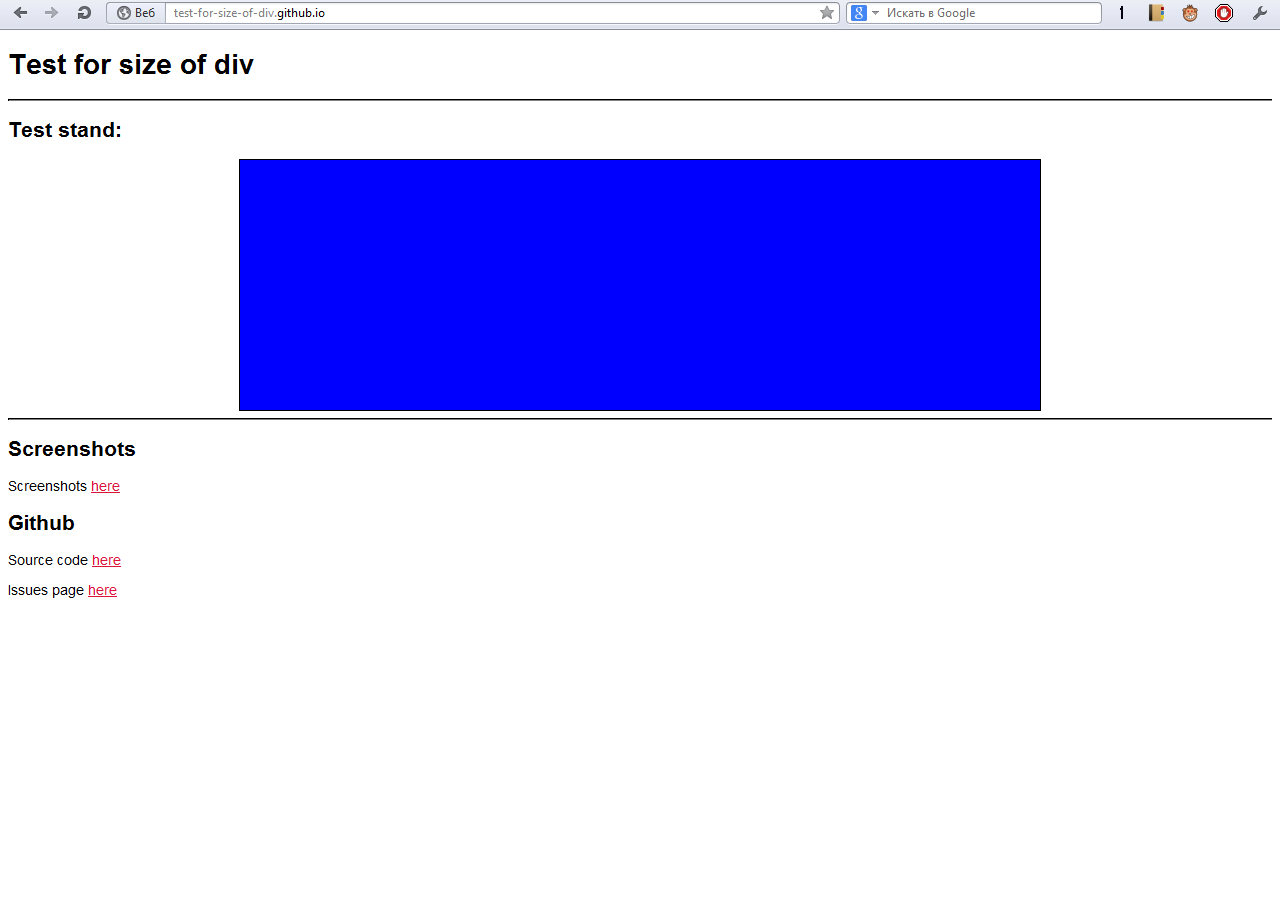 Веб test-for-size-of-div.github.io 8 Искать в Google 1
Test for size of div
Test stand:
Screenshots
Screenshots here
Github
Source code here
Issues page here